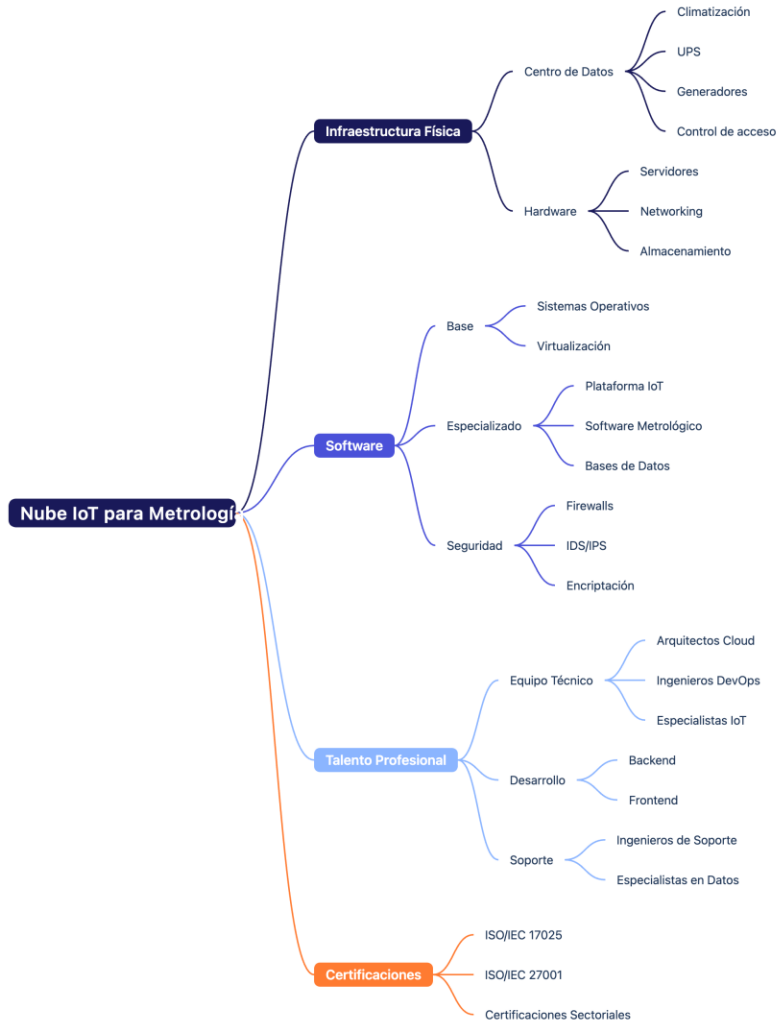 Nube IoT para Metrología
Infraestructura Física
Centro de Datos
Climatización
UPS
Generadores
Control de acceso
Hardware
Servidores
Networking
Almacenamiento
Software
Base
Sistemas Operativos
Virtualización
Especializado
Plataforma IoT
Software Metrológico
Bases de Datos
Seguridad
Firewalls
IDS/IPS
Encriptación
Talento Profesional
Equipo Técnico
Arquitectos Cloud
Ingenieros DevOps
Especialistas IoT
Desarrollo
Backend
Frontend
Soporte
Ingenieros de Soporte
Especialistas en Datos
Certificaciones
ISO/IEC 17025
ISO/IEC 27001
Certificaciones Sectoriales